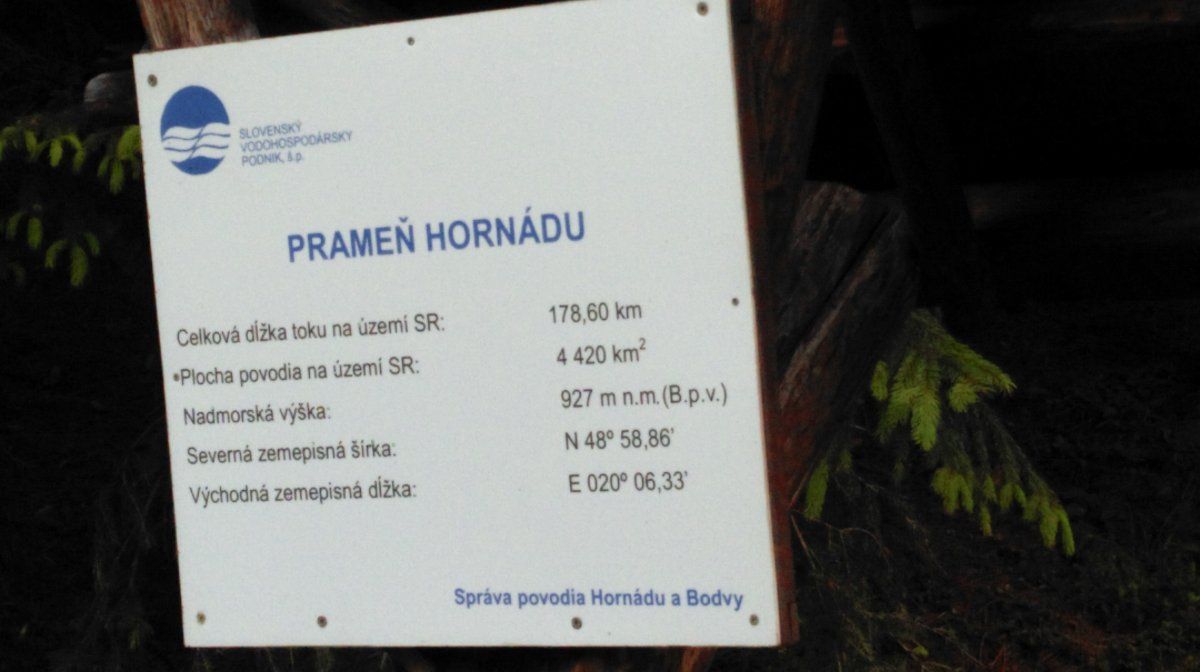 SLOVENSKÝ
VODOHOSPODÁRSKY
PODNIK, š.p.
PRAMEŇ HORNÁDU
Celková dĺžka toku na území SR: 178,60 km
•Plocha povodia na území SR: 4 420 km²
Nadmorská výška: 927 m n.m.(B.p.v.)
Severná zemepisná šírka: N 48º 58,86'
Východná zemepisná dĺžka: E 020º 06,33'
Správa povodia Hornádu a Bodvy